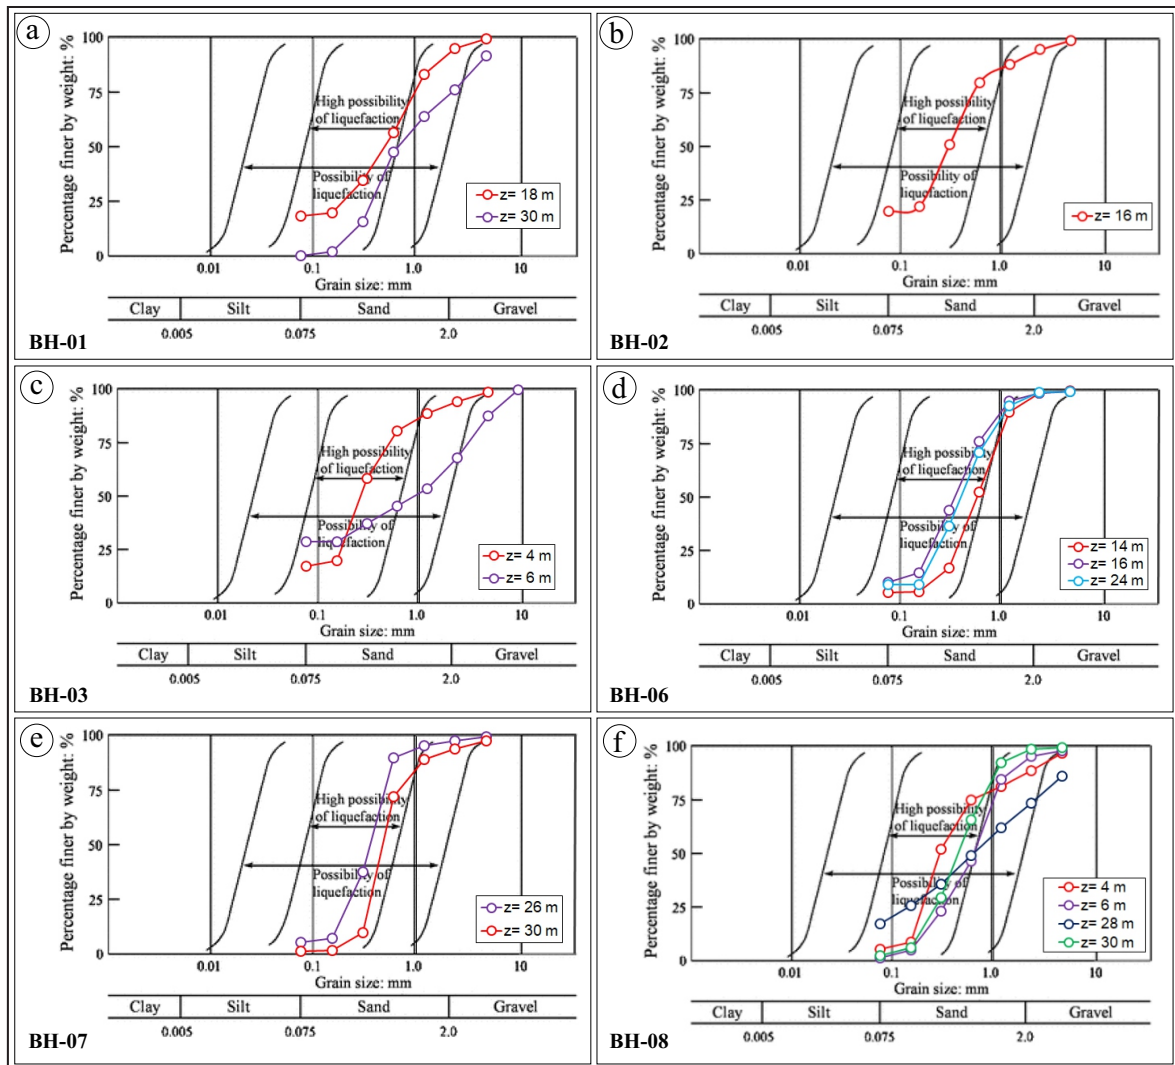 a
Percentage finer by weight: %
100
75
50
25
0
High possibility
of liquefaction
Possibility of
liquefaction
z= 18 m
z= 30 m
0.01
0.1
1.0
10
Grain size: mm
Clay
Silt
Sand
Gravel
0.005
0.075
2.0
BH-01
b
Percentage finer by weight: %
100
75
50
25
0
High possibility
of liquefaction
Possibility of
liquefaction
z= 16 m
0.01
0.1
1.0
10
Grain size: mm
Clay
Silt
Sand
Gravel
0.005
0.075
2.0
BH-02
c
Percentage finer by weight: %
100
75
50
25
0
High possibility
of liquefaction
Possibility of
liquefaction
z= 4 m
z= 6 m
0.01
0.1
1.0
10
Grain size: mm
Clay
Silt
Sand
Gravel
0.005
0.075
2.0
BH-03
d
Percentage finer by weight: %
100
75
50
25
0
High possibility
of liquefaction
Possibility of
liquefaction
z= 14 m
z= 16 m
z= 24 m
0.01
0.1
1.0
10
Grain size: mm
Clay
Silt
Sand
Gravel
0.005
0.075
2.0
BH-06
e
Percentage finer by weight: %
100
75
50
25
0
High possibility
of liquefaction
Possibility of
liquefaction
z= 26 m
z= 30 m
0.01
0.1
1.0
10
Grain size: mm
Clay
Silt
Sand
Gravel
0.005
0.075
2.0
BH-07
f
Percentage finer by weight: %
100
75
50
25
0
High possibility
of liquefaction
Possibility of
liquefaction
z= 4 m
z= 6 m
z= 28 m
z= 30 m
0.01
0.1
1.0
10
Grain size: mm
Clay
Silt
Sand
Gravel
0.005
0.075
2.0
BH-08